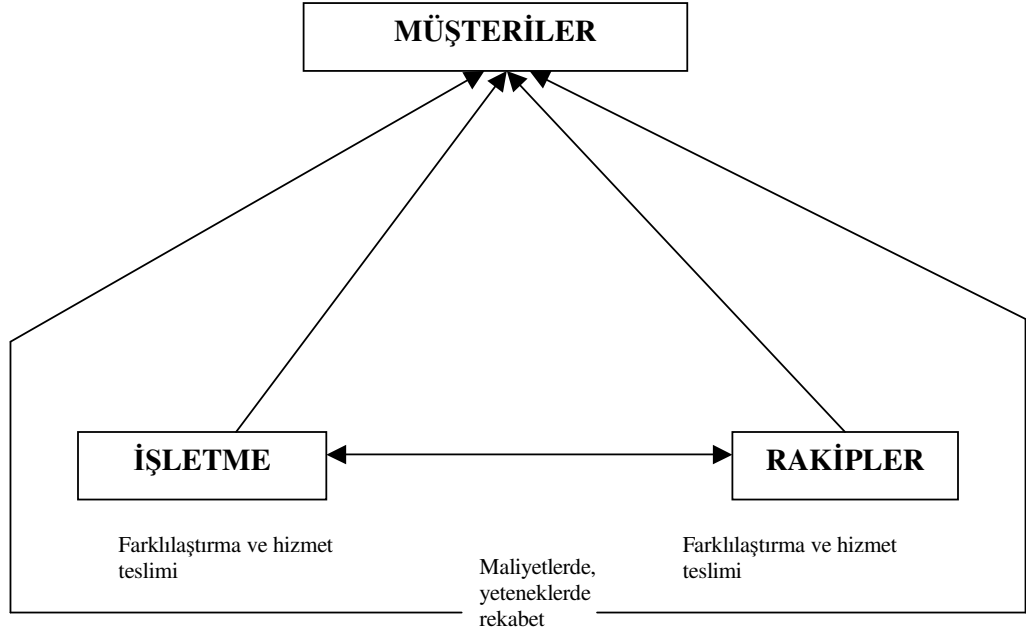 MÜŞTERİLER
İŞLETME
RAKİPLER
Farklılaştırma ve hizmet
teslimi
Farklılaştırma ve hizmet
teslimi
Maliyetlerde,
yeteneklerde
rekabet